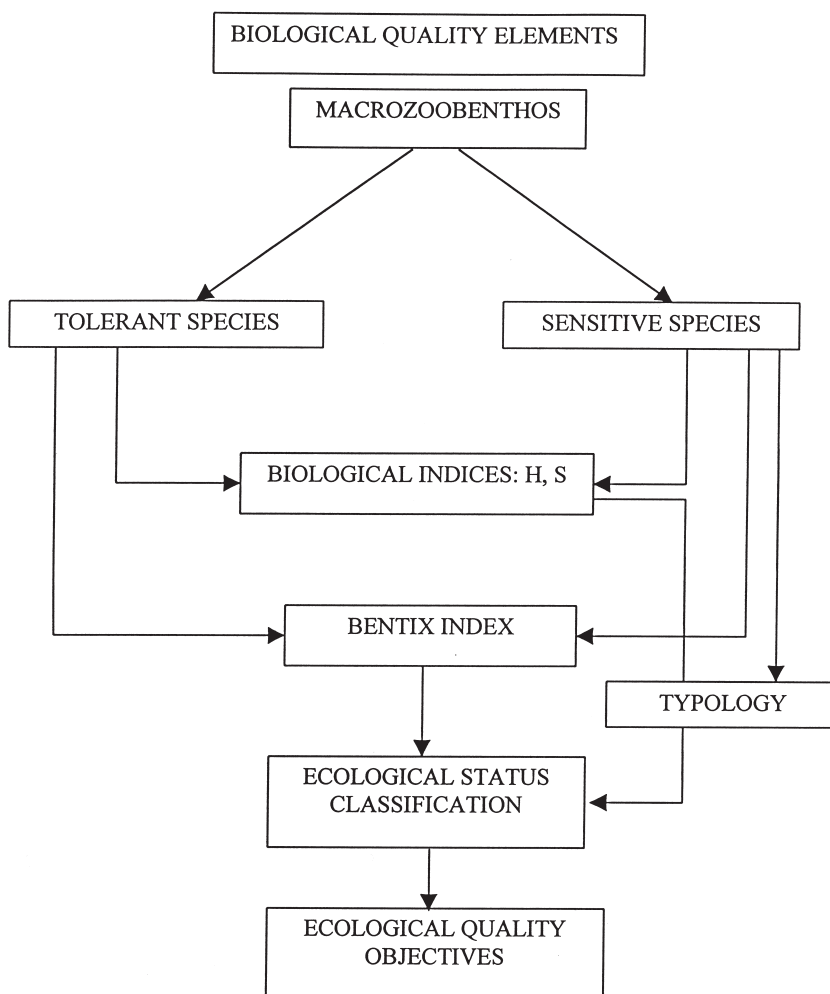 BIOLOGICAL QUALITY ELEMENTS
MACROZOOBENTHOS
TOLERANT SPECIES
SENSITIVE SPECIES
BIOLOGICAL INDICES: H, S
BENTIX INDEX
TYPOLOGY
ECOLOGICAL STATUS
CLASSIFICATION
ECOLOGICAL QUALITY
OBJECTIVES